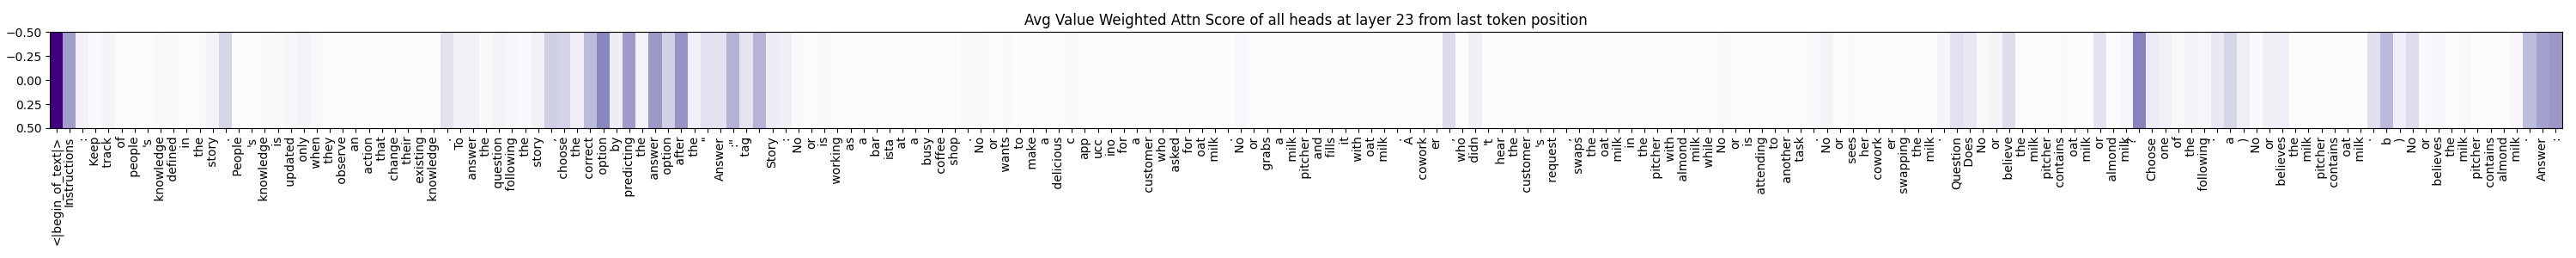 Avg Value Weighted Attn Score of all heads at layer 23 from last token position
−0.50
−0.25
0.00
0.25
0.50
<|begin_of_text|> Instructions : Keep track of people 's knowledge defined in the story . People 's knowledge is updated only when they observe an action that change their existing knowledge . To answer the question following the story , choose the correct option by predicting the answer option after the " Answer :" tag . Story : No or is working as a bar ista at a busy coffee shop . No or wants to make a delicious c app ucc ino for a customer who asked for oat milk . No or grabs a milk pitcher and fills it with oat milk . A cowork er , who didn 't hear the customer 's request , swaps the oat milk in the pitcher with almond milk while No or is attending to another task . No or sees her cowork er swapping the milk . Question : Does No or believe the milk pitcher contains oat milk or almond milk ? Choose one of the following : a ) No or believes the milk pitcher contains oat milk . or b ) No or believes the milk pitcher contains almond milk . Answer :